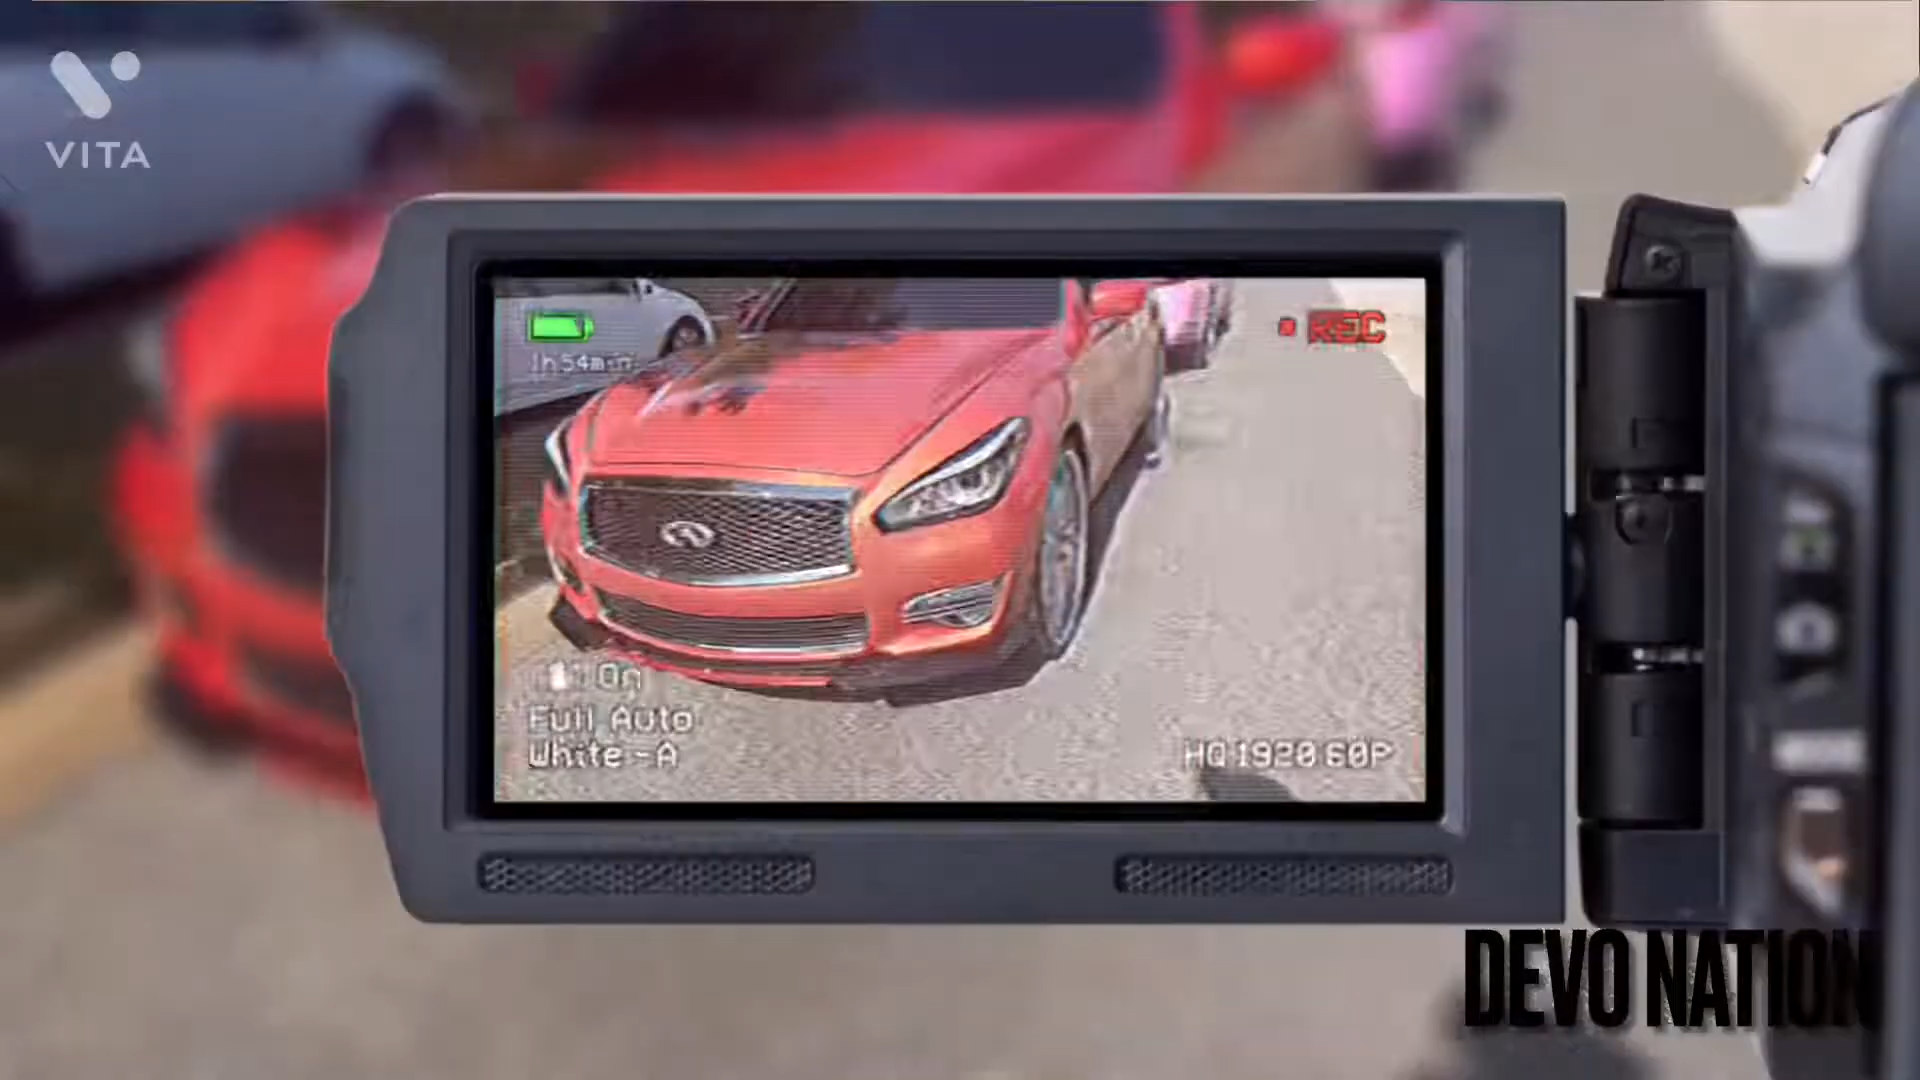 VITA
REC
1h 54min
On
Full Auto
White-A
HQ 1920 60P
DEVO NATION